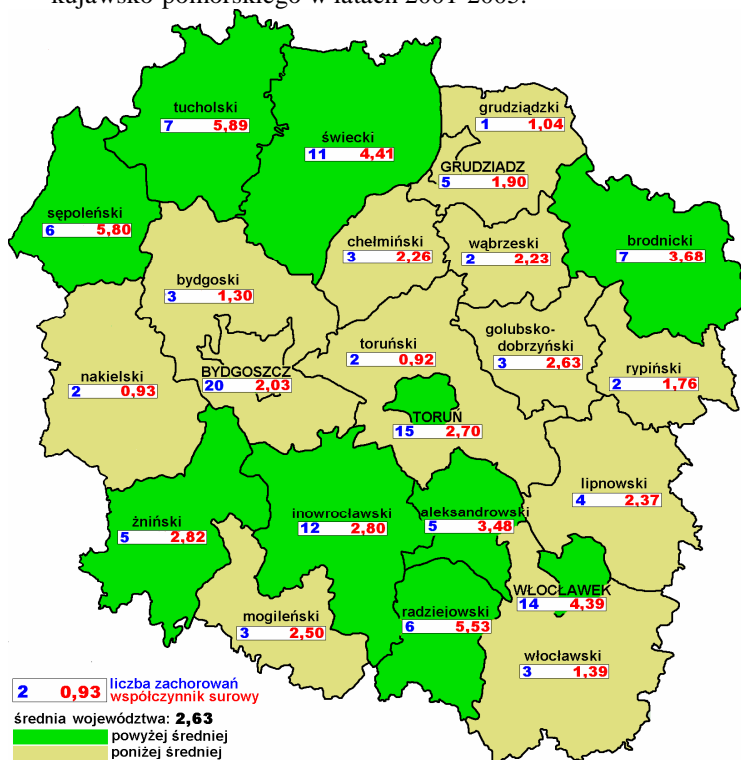 kujawsko-pomorskiego w latach 2001-2005.
tucholski
7 5,89
świecki
11 4,41
grudziądzki
1 1,04
GRUDZIADZ
5 1,90
sępoleński
6 5,80
chełmiński
3 2,26
wąbrzeski
2 2,23
brodnicki
7 3,68
bydgoski
3 1,30
toruński
2 0,92
golubsko-
dobrzyński
3 2,63
rypiński
2 1,76
nakielski
2 0,93
BYDGOSZCZ
20 2,03
TORUŃ
15 2,70
lipnowski
4 2,37
żniński
5 2,82
inowrocławski
12 2,80
aleksandrowski
5 3,48
WŁOCŁAWEK
14 4,39
mogileński
3 2,50
radziejowski
6 5,53
włocławski
3 1,39
2 0,93 liczba zachorowań
współczynnik surowy
średnia województwa: 2,63
powyżej średniej
poniżej średniej